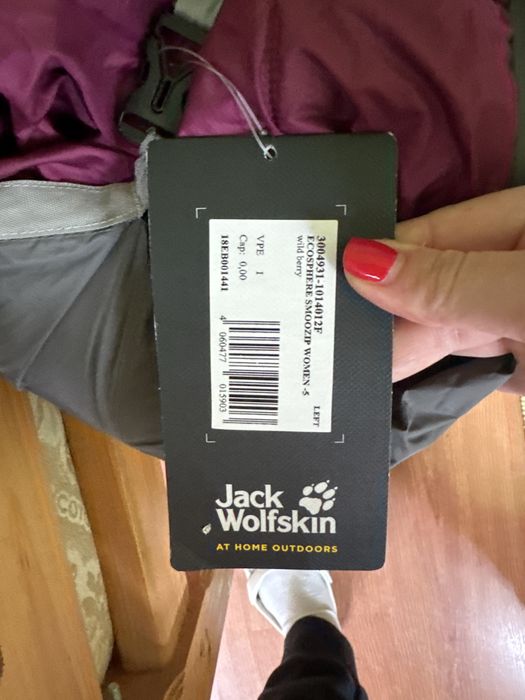 3004931-1014012F
ECOSPHERE SMOOZIP WOMEN -5
wild berry
LEFT
VPE 1
Cap: 0,00
18EB001441
4 060477 015903
Jack
Wolfskin
AT HOME OUTDOORS